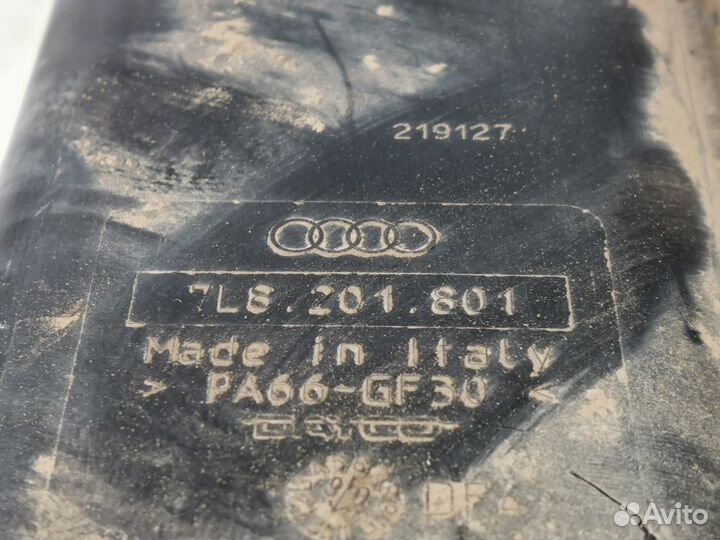 219127
7L8.201.801
Made in Italy
> PA66-GF30 <
DF
Avito